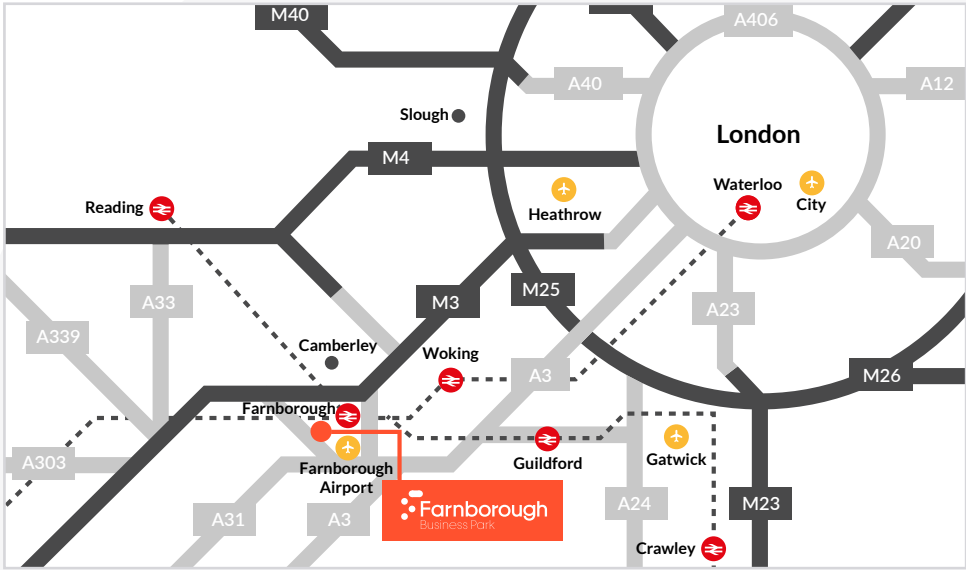 M40
A406
A40
A12
Slough
London
M4
Waterloo
City
Reading
Heathrow
A20
M25
M3
A33
A23
A339
Camberley
Woking
A3
M26
Farnborough
A303
Farnborough
Airport
Guildford
Gatwick
A31
A3
Farnborough
Business Park
A24
M23
Crawley